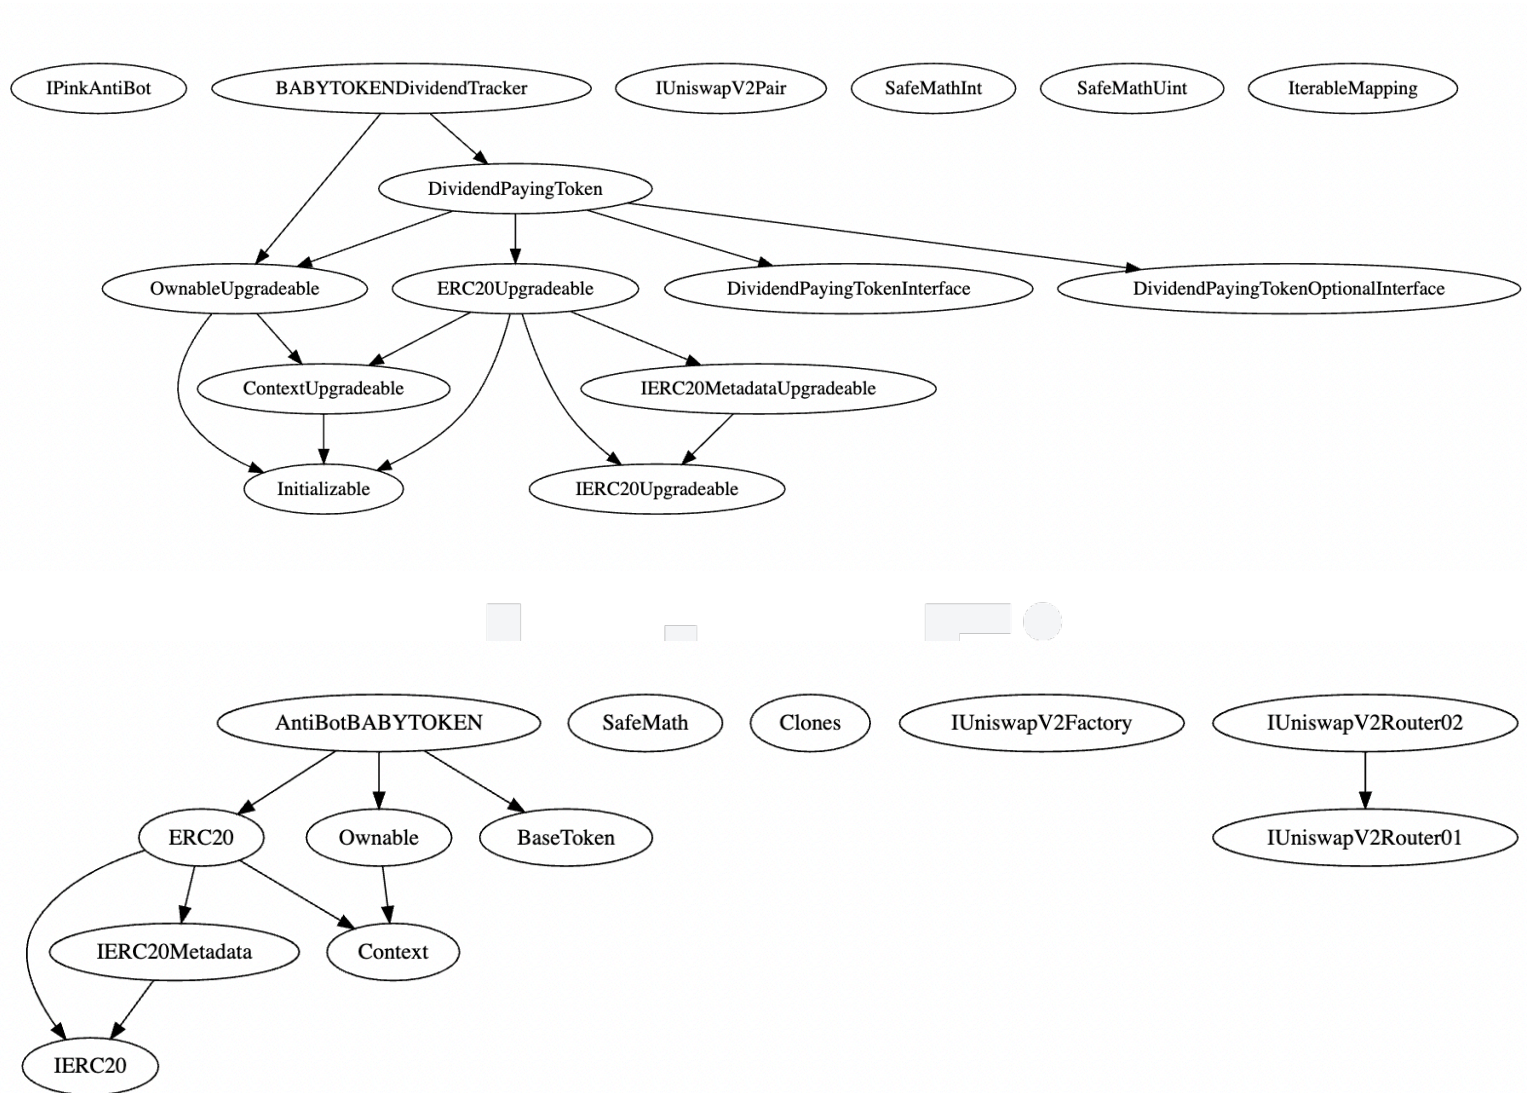 IPinkAntiBot
BABYTOKENDividendTracker
IUniswapV2Pair
SafeMathInt
SafeMathUint
IterableMapping
DividendPayingToken
OwnableUpgradeable
ERC20Upgradeable
DividendPayingTokenInterface
DividendPayingTokenOptionalInterface
ContextUpgradeable
IERC20MetadataUpgradeable
Initializable
IERC20Upgradeable
AntiBotBABYTOKEN
SafeMath
Clones
IUniswapV2Factory
IUniswapV2Router02
ERC20
Ownable
BaseToken
IUniswapV2Router01
IERC20Metadata
Context
IERC20